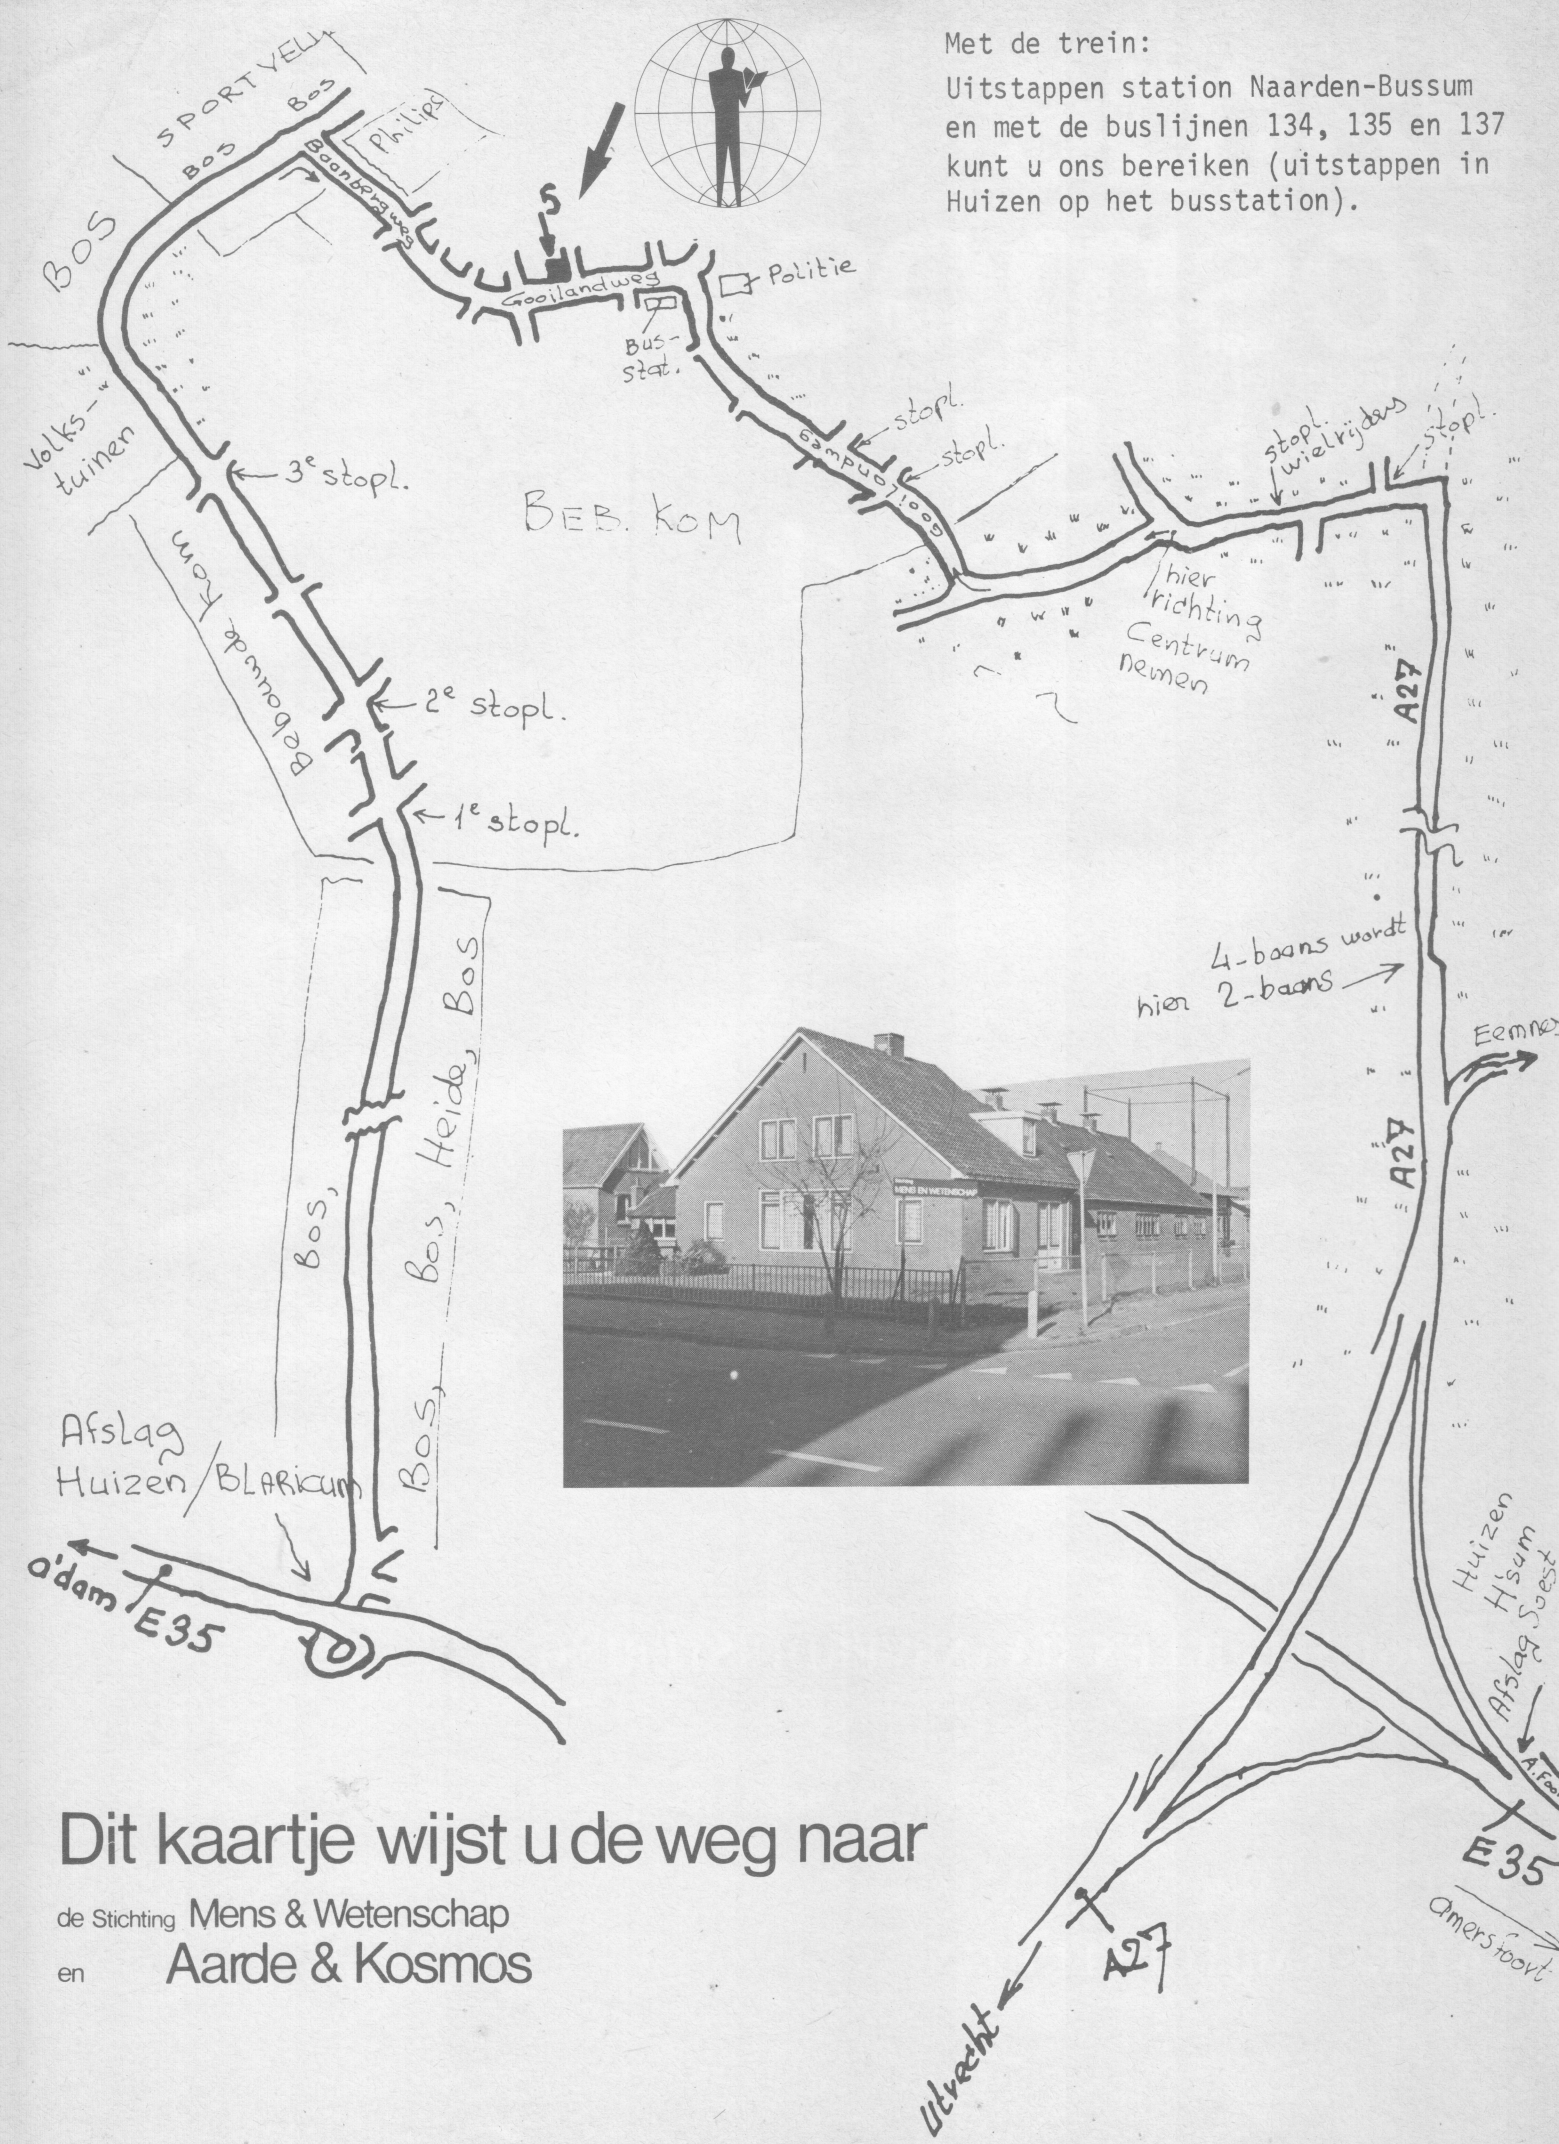 Met de trein:
Uitstappen station Naarden-Bussum
en met de buslijnen 134, 135 en 137
kunt u ons bereiken (uitstappen in
Huizen op het busstation).
SPORTVELD
BOS
BOS
BOS
Philips
Baanbergweg
S
Gooilandweg
Politie
Bus-
stat.
Volks-
tuinen
3e stopl.
stopl.
stopl.
Gooilandweg
stopl.
wielrijders
stopl.
BEB. KOM
hier
richting
Centrum
nemen
Bebouwde kom
2e stopl.
1e stopl.
A27
4-baans wordt
hier 2-baans
Eemnes
A27
Bos,
Bos, Bos, Heide, Bos
MENS EN WETENSCHAP
Afslag
Huizen/BLARICUM
a'dam
E35
Huizen
H'sum
Afslag Soest
A.Foo
E35
amersfoort
A27
Utrecht
Dit kaartje wijst u de weg naar
de Stichting Mens & Wetenschap
en Aarde & Kosmos